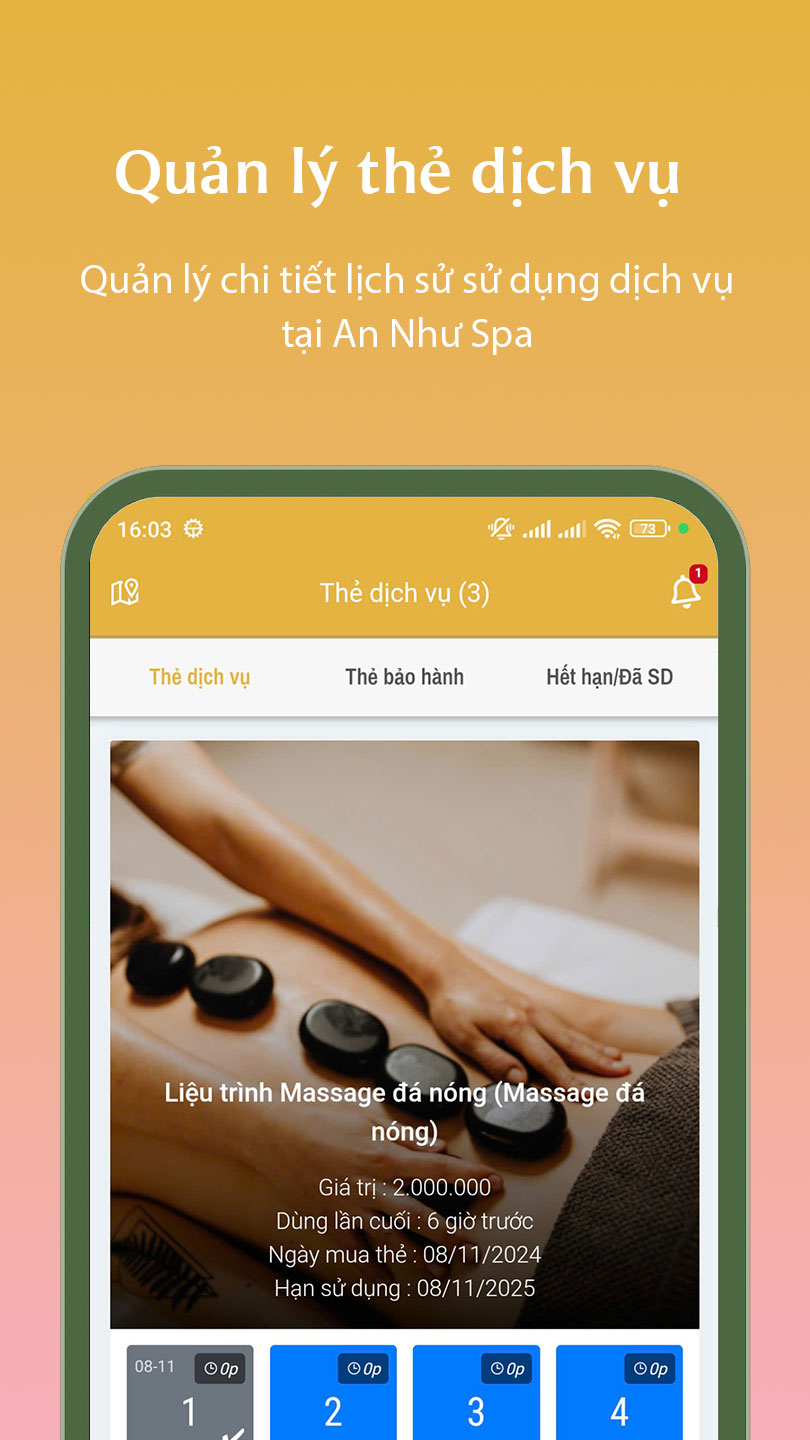 Quản lý thẻ dịch vụ
Quản lý chi tiết lịch sử sử dụng dịch vụ
tại An Như Spa
16:03 73
Thẻ dịch vụ (3) 1
Thẻ dịch vụ Thẻ bảo hành Hết hạn/Đã SD
Liệu trình Massage đá nóng (Massage đá
nóng)
Giá trị : 2.000.000
Dùng lần cuối : 6 giờ trước
Ngày mua thẻ : 08/11/2024
Hạn sử dụng : 08/11/2025
08-11 0p 0p 0p 0p
1 2 3 4